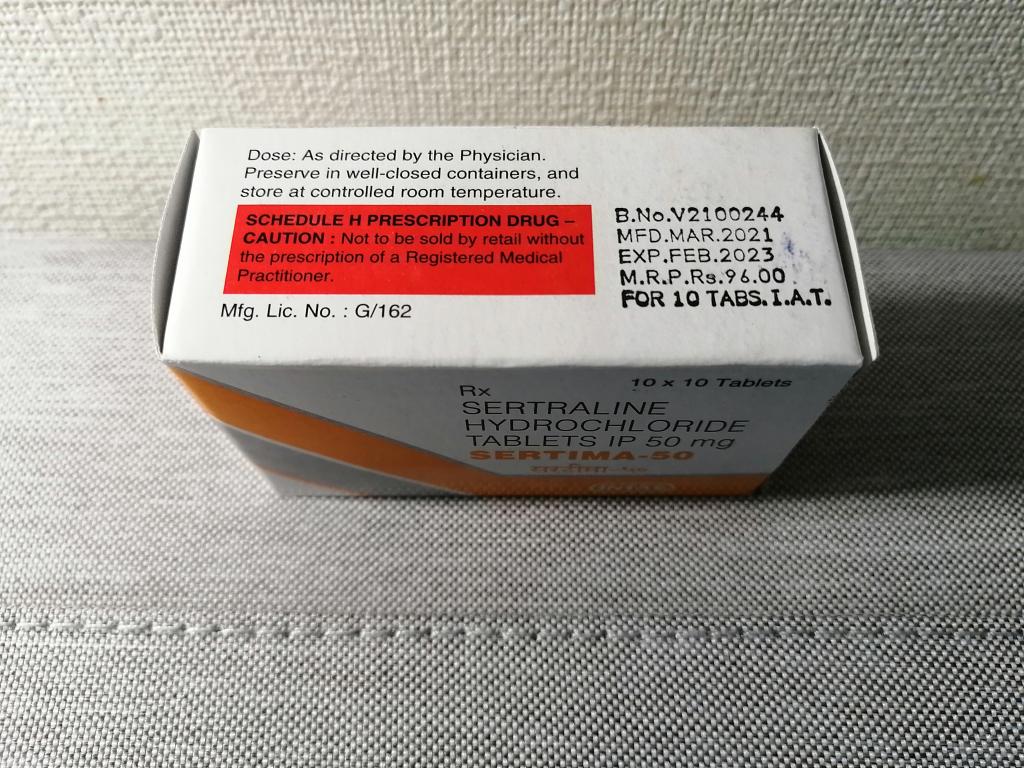 Dose: As directed by the Physician.
Preserve in well-closed containers, and
store at controlled room temperature.
SCHEDULE H PRESCRIPTION DRUG –
CAUTION : Not to be sold by retail without
the prescription of a Registered Medical
Practitioner.
Mfg. Lic. No. : G/162
B.No.V2100244
MFD.MAR.2021
EXP.FEB.2023
M.R.P.Rs.96.00
FOR 10 TABS.I.A.T.
10 x 10 Tablets
Rx
SERTRALINE
HYDROCHLORIDE
TABLETS IP 50 mg
SERTIMA-50
सरटीमा-५०